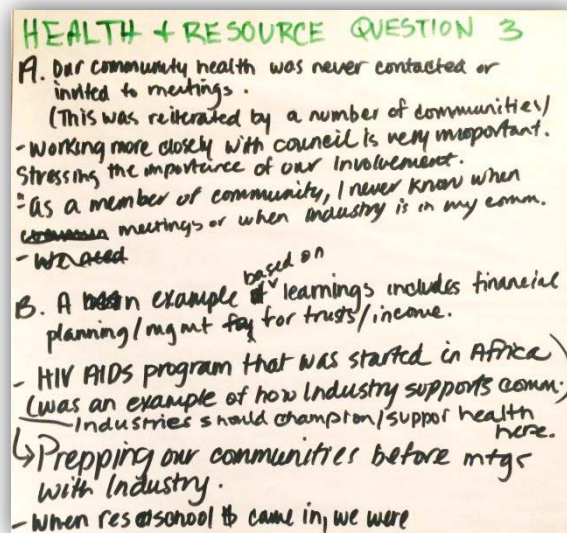 HEALTH + RESOURCE QUESTION 3
A. Our community health was never contacted or
invited to meetings.
(This was reiterated by a number of communities)
- Working more closely with council is very important.
Stressing the importance of our involvement.
- as a member of community, I never know when
meetings or when industry is in my comm.
B. A example based on learnings includes financial
planning/mgmt for trusts/income.
- HIV AIDs program that was started in Africa
(was an example of how Industry supports comm.)
- Industries should champion/suppor health
here.
↳ Prepping our communities before mtgs
with Industry.
- When res school came in, we were